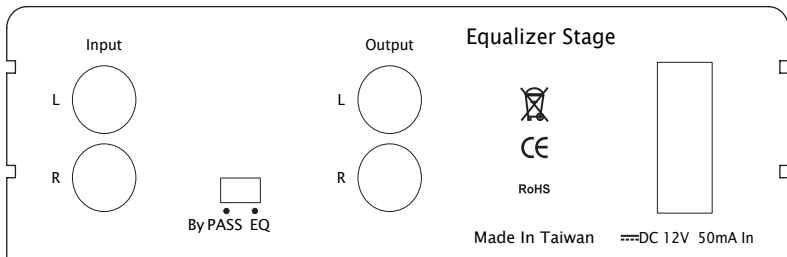 Equalizer Stage
Input
Output
L
L
R
R
CE
RoHS
By PASS EQ
Made In Taiwan
DC 12V 50mA In